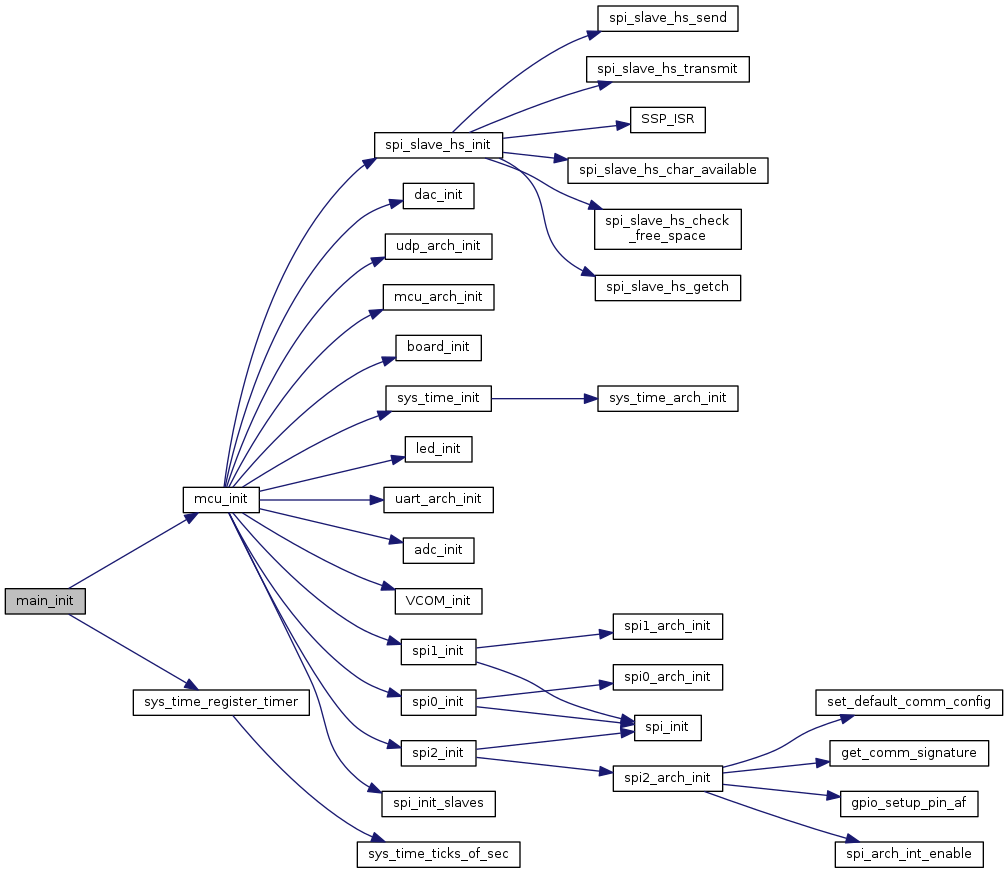 spi_slave_hs_send
spi_slave_hs_transmit
SSP_ISR
spi_slave_hs_init
spi_slave_hs_char_available
dac_init
spi_slave_hs_check
_free_space
udp_arch_init
spi_slave_hs_getch
mcu_arch_init
board_init
sys_time_init
sys_time_arch_init
led_init
mcu_init
uart_arch_init
adc_init
main_init
VCOM_init
spi1_arch_init
spi1_init
spi0_arch_init
sys_time_register_timer
spi0_init
set_default_comm_config
spi_init
spi2_init
get_comm_signature
spi2_arch_init
spi_init_slaves
gpio_setup_pin_af
sys_time_ticks_of_sec
spi_arch_int_enable